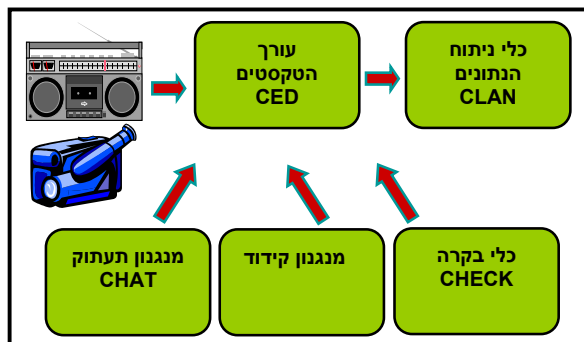 עורך
הטקסטים
CED
כלי ניתוח
הנתונים
CLAN
מנגנון תעתוק
CHAT
מנגנון קידוד
כלי בקרה
CHECK